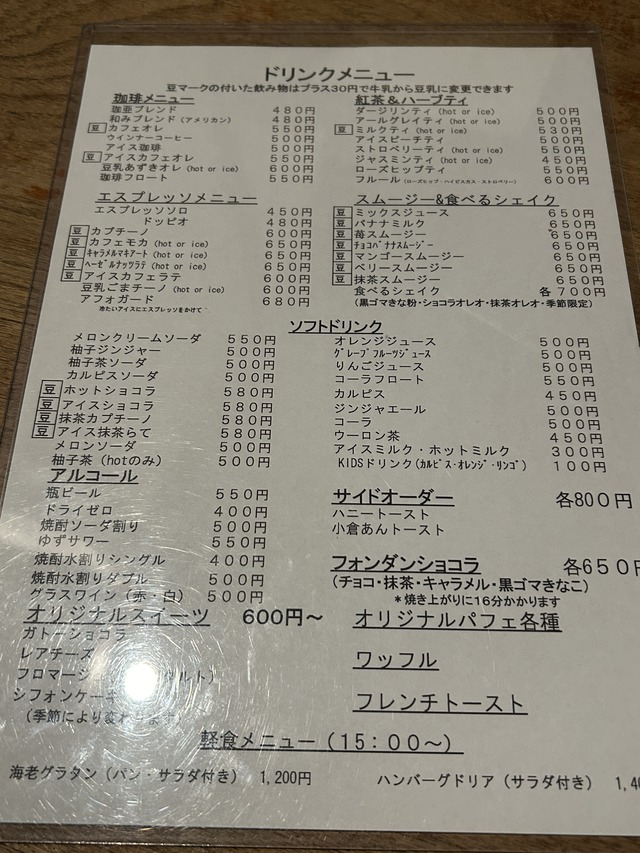 ドリンクメニュー
豆マークの付いた飲み物はプラス30円で牛乳から豆乳に変更できます
珈琲メニュー
珈亜ブレンド 480円
和みブレンド(アメリカン) 480円
豆 カフェオレ 550円
ウインナーコーヒー 500円
アイス珈琲 500円
豆 アイスカフェオレ 550円
豆乳あずきオレ(hot or ice) 600円
珈琲フロート 550円
紅茶&ハーブティ
ダージリンティ(hot or ice) 500円
アールグレイティ(hot or ice) 500円
豆 ミルクティ(hot or ice) 530円
アイスピーチティ 500円
ストロベリーティ(hot or ice) 550円
ジャスミンティ(hot or ice) 450円
ローズヒップティ 550円
フルール(ローズヒップ・ハイビスカス・ストロベリー) 600円
エスプレッソメニュー
エスプレッソソロ 450円
ドッピオ 480円
豆 カプチーノ 600円
豆 カフェモカ(hot or ice) 650円
豆 キャラメルマキアート(hot or ice) 650円
豆 ヘーゼルナッツラテ(hot or ice) 650円
豆 アイスカフェラテ 600円
豆乳ごまチーノ(hot or ice) 600円
アフォガード 680円
冷たいアイスにエスプレッソをかけて
スムージー&食べるシェイク
豆 ミックスジュース 650円
豆 バナナミルク 650円
豆 苺スムージー 650円
豆 チョコバナナスムージー 650円
豆 マンゴースムージー 650円
豆 ベリースムージー 650円
豆 抹茶スムージー 650円
食べるシェイク 各700円
(黒ゴマきな粉・ショコラオレオ・抹茶オレオ・季節限定)
ソフトドリンク
メロンクリームソーダ 550円
柚子ジンジャー 500円
柚子茶ソーダ 500円
カルピスソーダ 500円
豆 ホットショコラ 580円
豆 アイスショコラ 580円
豆 抹茶カプチーノ 580円
豆 アイス抹茶らて 580円
メロンソーダ 500円
柚子茶(hotのみ) 500円
オレンジジュース 500円
グレープフルーツジュース 500円
りんごジュース 500円
コーラフロート 550円
カルピス 450円
ジンジャエール 500円
コーラ 500円
ウーロン茶 450円
アイスミルク・ホットミルク 300円
KIDSドリンク(カルピス・オレンジ・リンゴ) 100円
アルコール
瓶ビール 550円
ドライゼロ 400円
焼酎ソーダ割り 500円
ゆずサワー 550円
焼酎水割りシングル 400円
焼酎水割りダブル 500円
グラスワイン(赤・白) 500円
サイドオーダー 各800円
ハニートースト
小倉あんトースト
フォンダンショコラ 各650円
(チョコ・抹茶・キャラメル・黒ゴマきなこ)
*焼き上がりに16分かかります
オリジナルスイーツ 600円~
ガトーショコラ
レアチーズ
フロマージ
シフォンケーキ
(季節により変わります)
オリジナルパフェ各種
ワッフル
フレンチトースト
軽食メニュー(15:00~)
海老グラタン(パン・サラダ付き) 1,200円
ハンバーグドリア(サラダ付き) 1,40